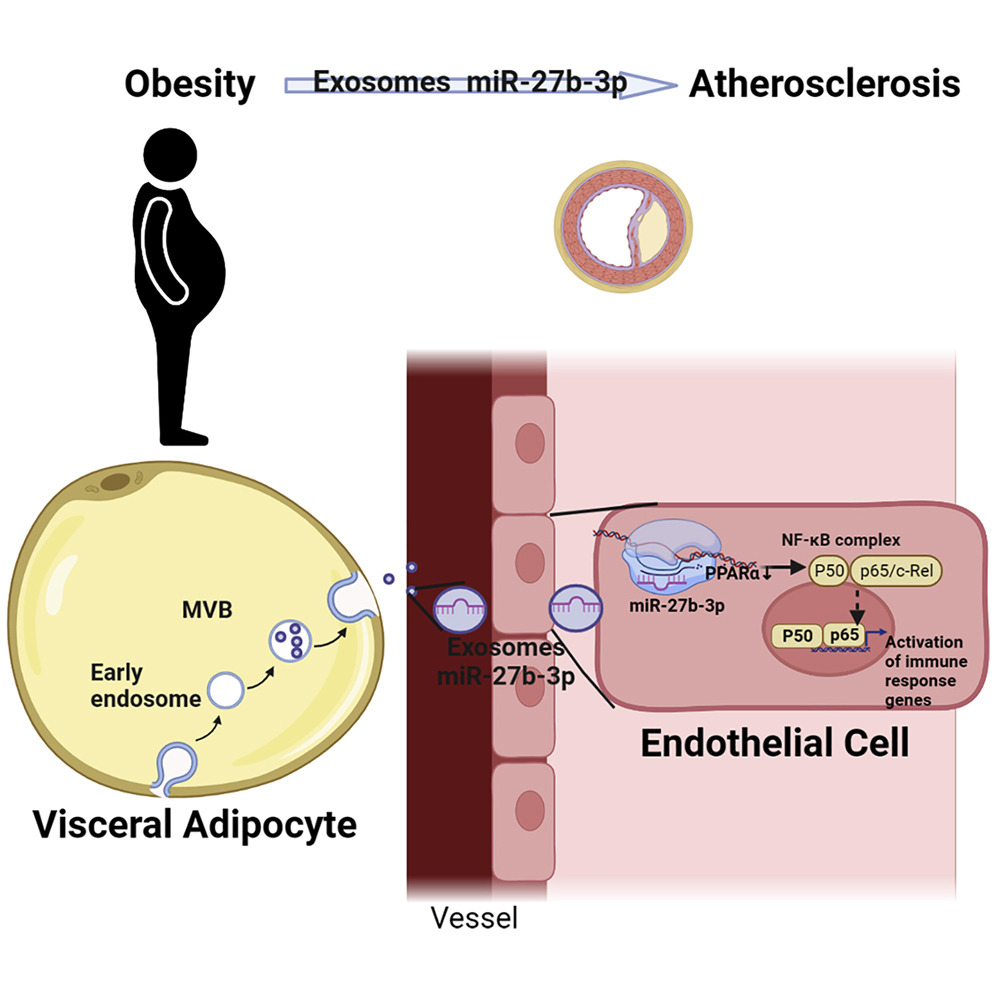 Obesity
Exosomes miR-27b-3p
Atherosclerosis
MVB
Early
endosome
Visceral Adipocyte
Exosomes
miR-27b-3p
Vessel
miR-27b-3p
PPARα↓
NF-κB complex
P50
p65/c-Rel
P50
p65
Activation
of immune
response
genes
Endothelial Cell